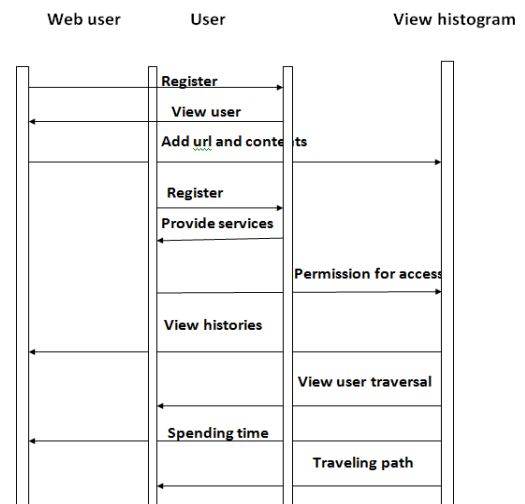 Web user
User
View histogram
Register
View user
Add url and contents
Register
Provide services
Permission for access
View histories
View user traversal
Spending time
Traveling path